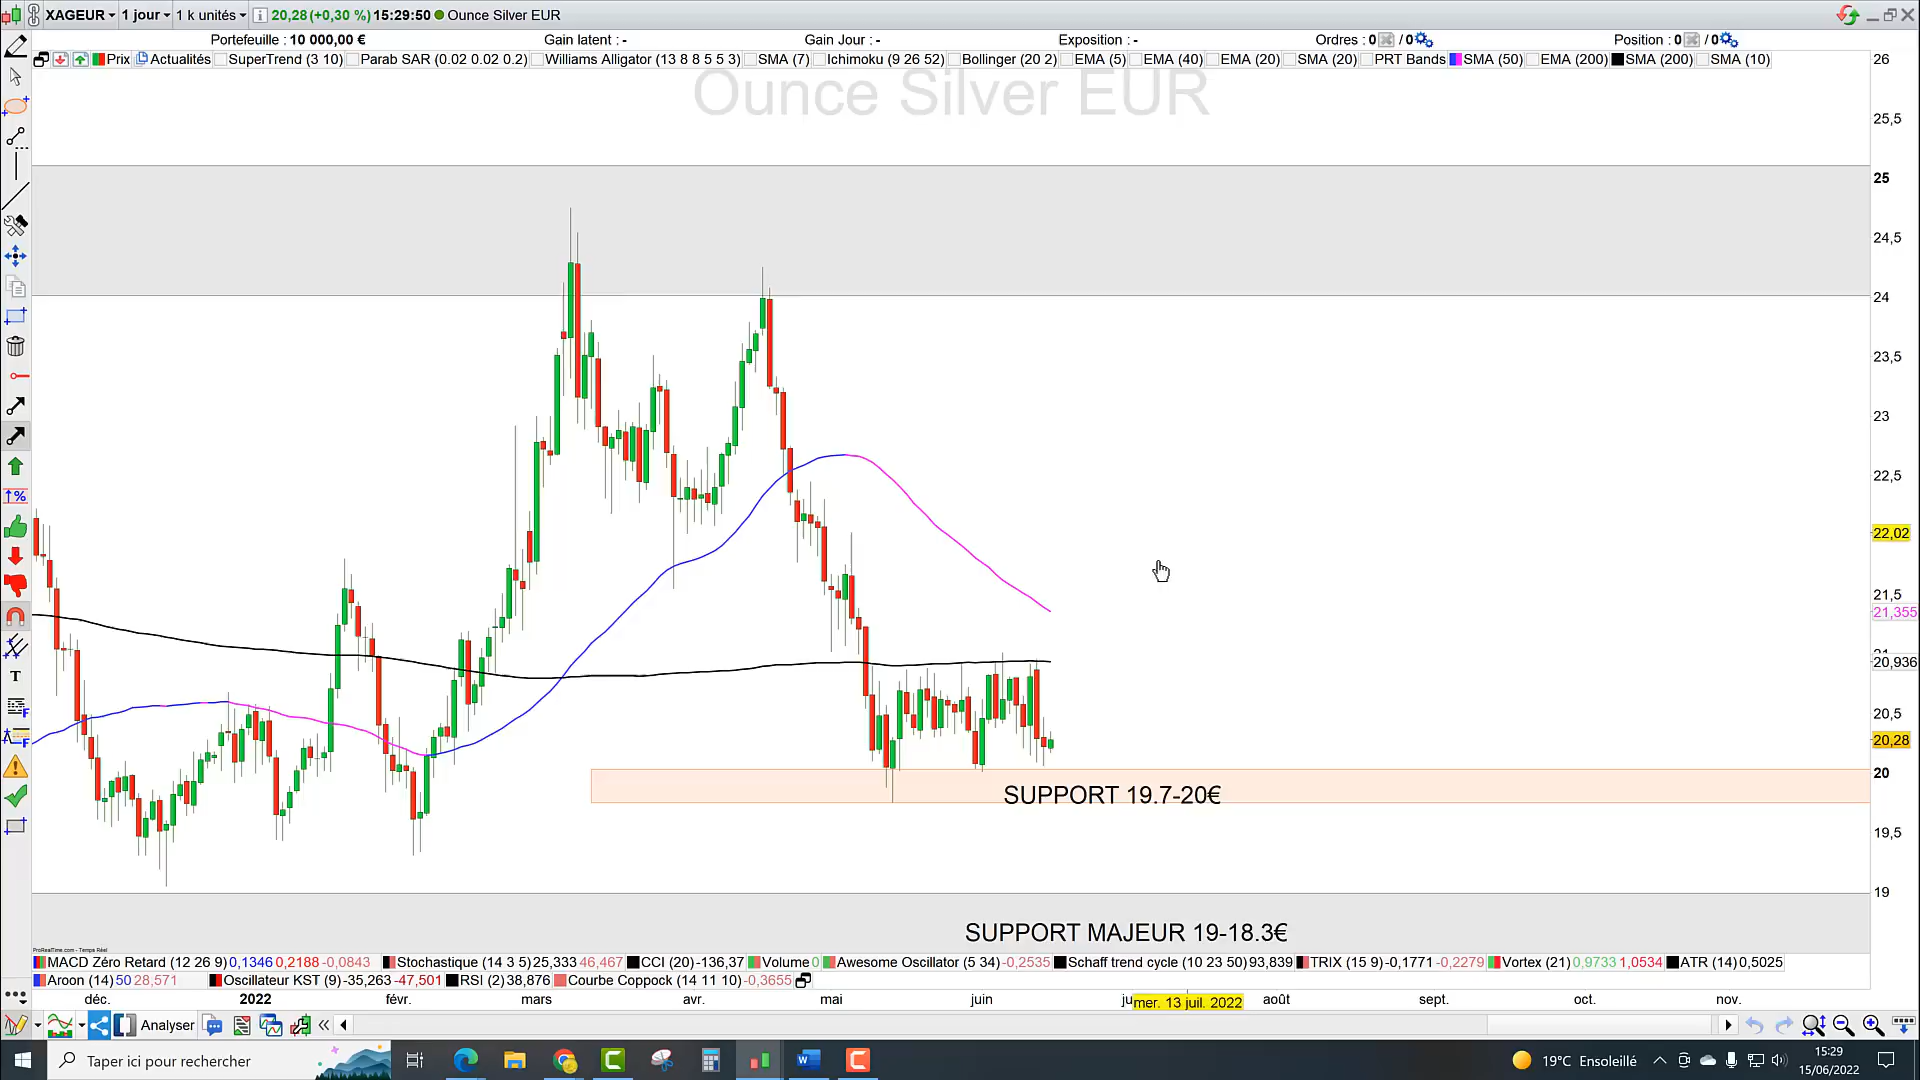 XAGEUR 1 jour 1 k unités 20,28 (+0,30 %) 15:29:50 Ounce Silver EUR
Portefeuille : 10 000,00 € Gain latent : - Gain Jour : - Exposition : - Ordres : 0 / 0 Position : 0 / 0
Prix Actualités SuperTrend (3 10) Parab SAR (0.02 0.02 0.2) Williams Alligator (13 8 8 5 5 3) SMA (7) Ichimoku (9 26 52) Bollinger (20 2) EMA (5) EMA (40) EMA (20) SMA (20) PRT Bands SMA (50) EMA (200) SMA (200) SMA (10)
Ounce Silver EUR
26
25,5
25
24,5
24
23,5
23
22,5
22,02
21,5
21,355
20,936
20,5
20,28
20
19,5
19
SUPPORT 19.7-20€
SUPPORT MAJEUR 19-18.3€
ProRealTime.com - Temps Réel
MACD Zéro Retard (12 26 9) 0,1346 0,2188 -0,0843 Stochastique (14 3 5) 25,333 46,467 CCI (20) -136,37 Volume 0 Awesome Oscillator (5 34) -0,2535 Schaff trend cycle (10 23 50) 93,839 TRIX (15 9) -0,1771 -0,2279 Vortex (21) 0,9733 1,0534 ATR (14) 0,5025
Aroon (14) 50 28,571 Oscillateur KST (9) -35,263 -47,501 RSI (2) 38,876 Courbe Coppock (14 11 10) -0,3655
déc. 2022 févr. mars avr. mai juin mer. 13 juil. 2022 août sept. oct. nov.
Analyser
Taper ici pour rechercher
19°C Ensoleillé
15:29
15/06/2022